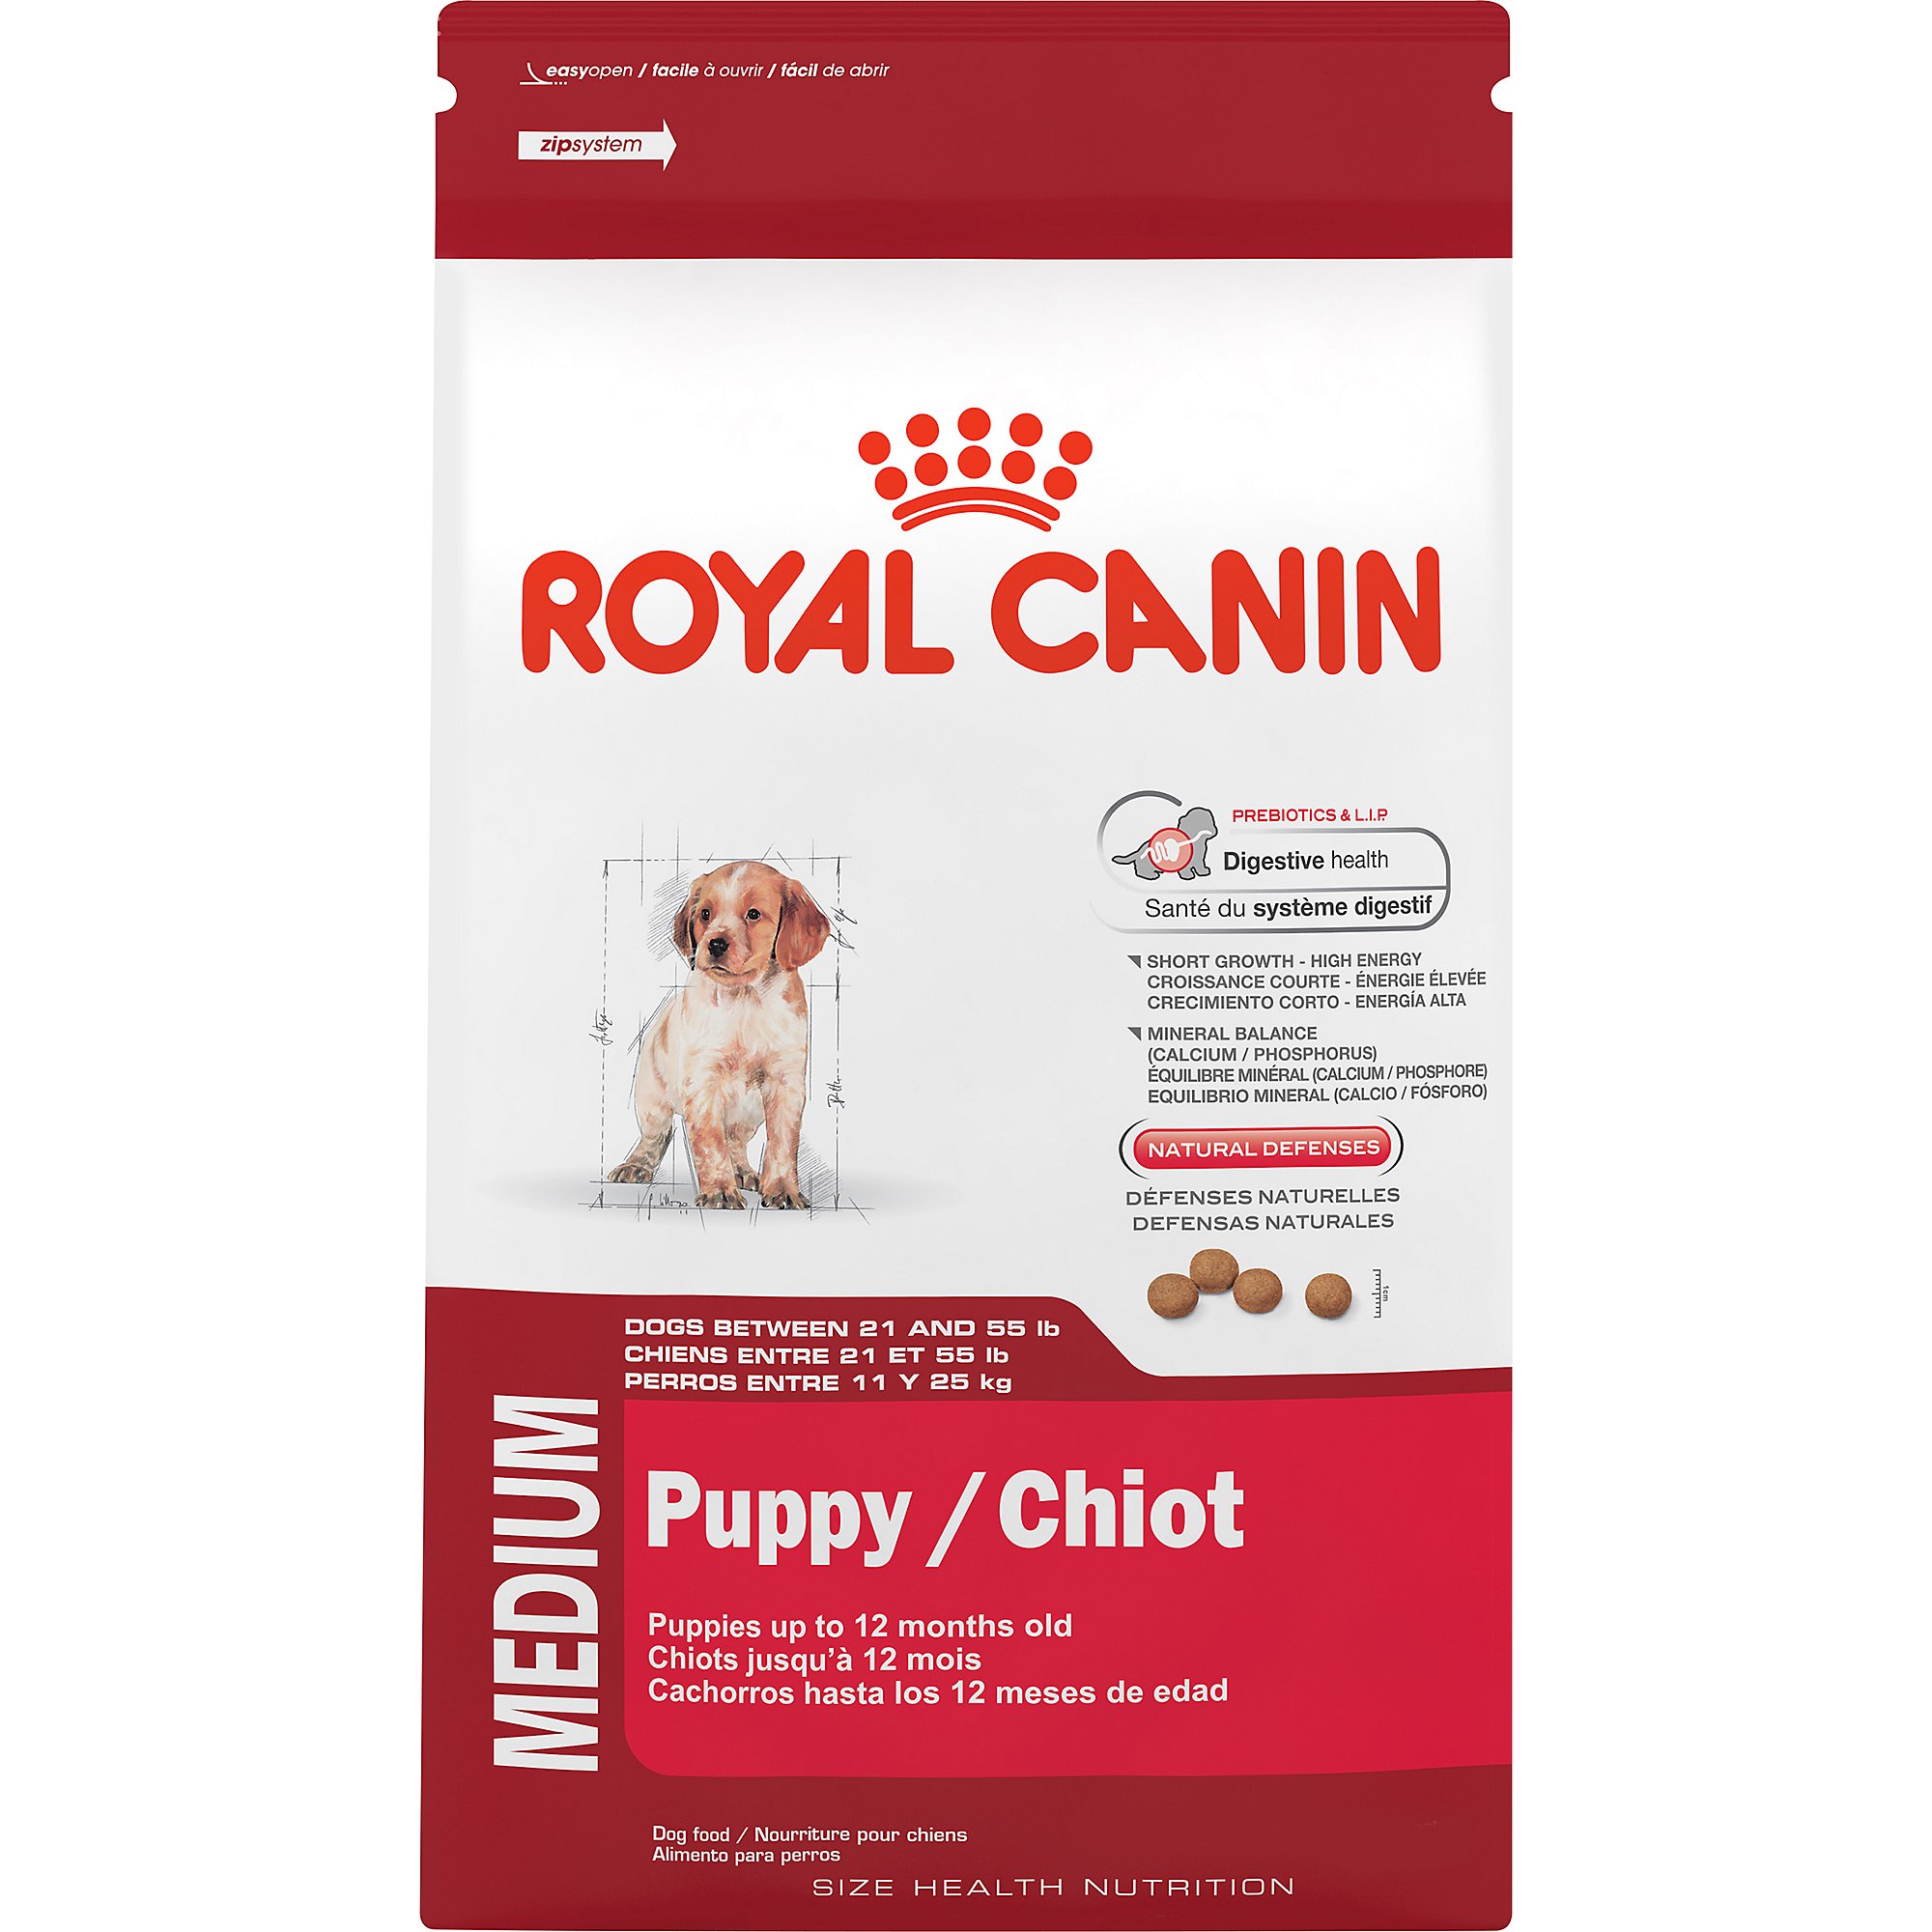 easyopen / facile à ouvrir / fácil de abrir
zipsystem
ROYAL CANIN
PREBIOTICS & L.I.P.
Digestive health
Santé du système digestif
SHORT GROWTH - HIGH ENERGY
CROISSANCE COURTE - ÉNERGIE ÉLEVÉE
CRECIMIENTO CORTO - ENERGÍA ALTA
MINERAL BALANCE
(CALCIUM / PHOSPHORUS)
ÉQUILIBRE MINÉRAL (CALCIUM / PHOSPHORE)
EQUILIBRIO MINERAL (CALCIO / FÓSFORO)
NATURAL DEFENSES
DÉFENSES NATURELLES
DEFENSAS NATURALES
1cm
DOGS BETWEEN 21 AND 55 lb
CHIENS ENTRE 21 ET 55 lb
PERROS ENTRE 11 Y 25 kg
MEDIUM
Puppy / Chiot
Puppies up to 12 months old
Chiots jusqu'à 12 mois
Cachorros hasta los 12 meses de edad
Dog food / Nourriture pour chiens
Alimento para perros
SIZE HEALTH NUTRITION